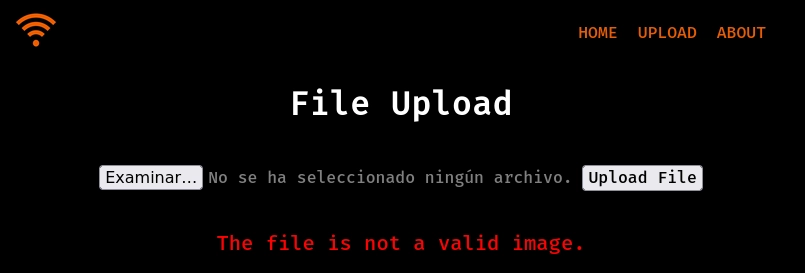 HOME UPLOAD ABOUT
File Upload
Examinar... No se ha seleccionado ningún archivo. Upload File
The file is not a valid image.